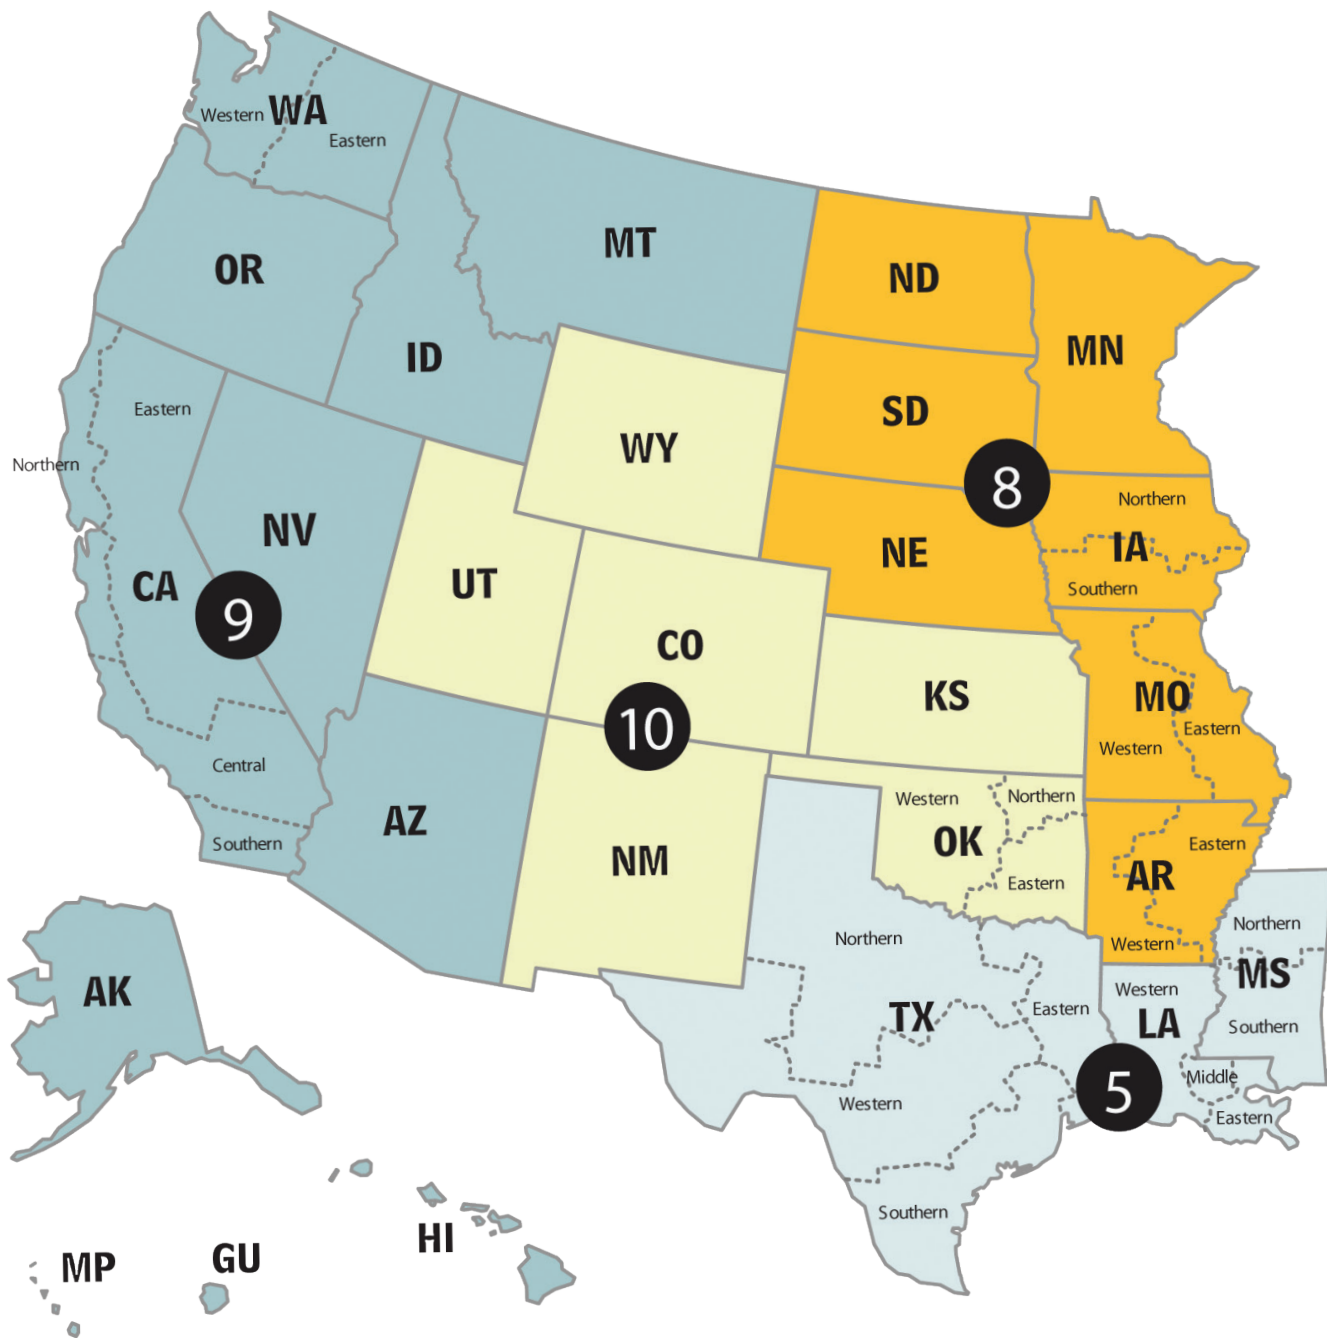 Western
WA
Eastern
OR
MT
ID
ND
MN
SD
WY
8
Northern
IA
Southern
NE
Eastern
Northern
NV
CA
9
UT
CO
10
KS
MO
Western
Eastern
Central
Southern
AZ
NM
Western
Northern
OK
Eastern
Eastern
AR
Western
Northern
MS
Southern
Northern
TX
Eastern
Western
Southern
Western
LA
5
Middle
Eastern
AK
HI
GU
MP